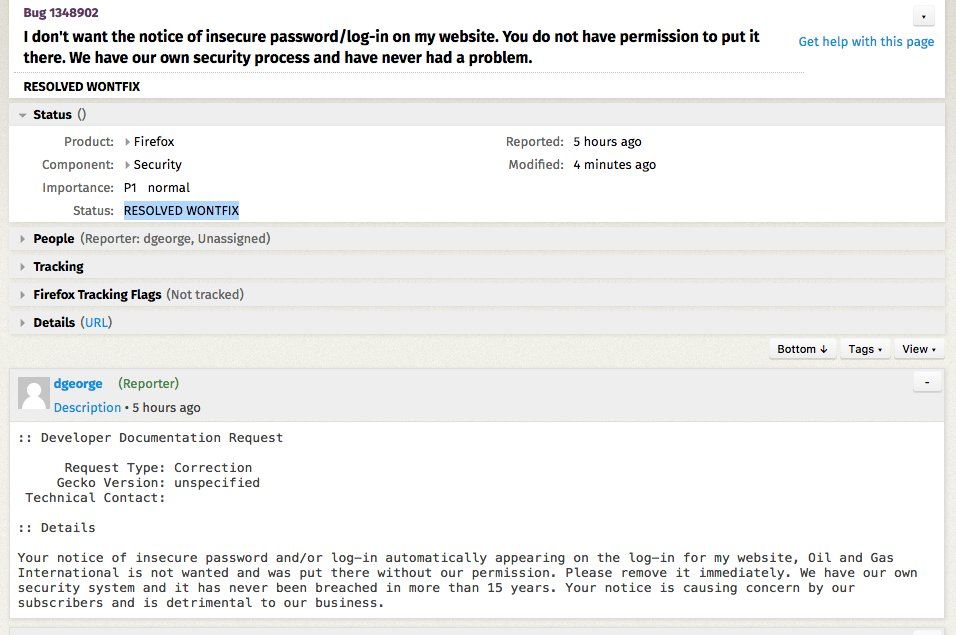 Bug 1348902
I don't want the notice of insecure password/log-in on my website. You do not have permission to put it
there. We have our own security process and have never had a problem.
Get help with this page
RESOLVED WONTFIX
Status ()
Product: Firefox
Reported: 5 hours ago
Component: Security
Modified: 4 minutes ago
Importance: P1 normal
Status: RESOLVED WONTFIX
People (Reporter: dgeorge, Unassigned)
Tracking
Firefox Tracking Flags (Not tracked)
Details (URL)
Bottom ↓ Tags ▾ View ▾
dgeorge (Reporter)
-
Description • 5 hours ago
:: Developer Documentation Request
Request Type: Correction
Gecko Version: unspecified
Technical Contact:
:: Details
Your notice of insecure password and/or log-in automatically appearing on the log-in for my website, Oil and Gas
International is not wanted and was put there without our permission. Please remove it immediately. We have our own
security system and it has never been breached in more than 15 years. Your notice is causing concern by our
subscribers and is detrimental to our business.